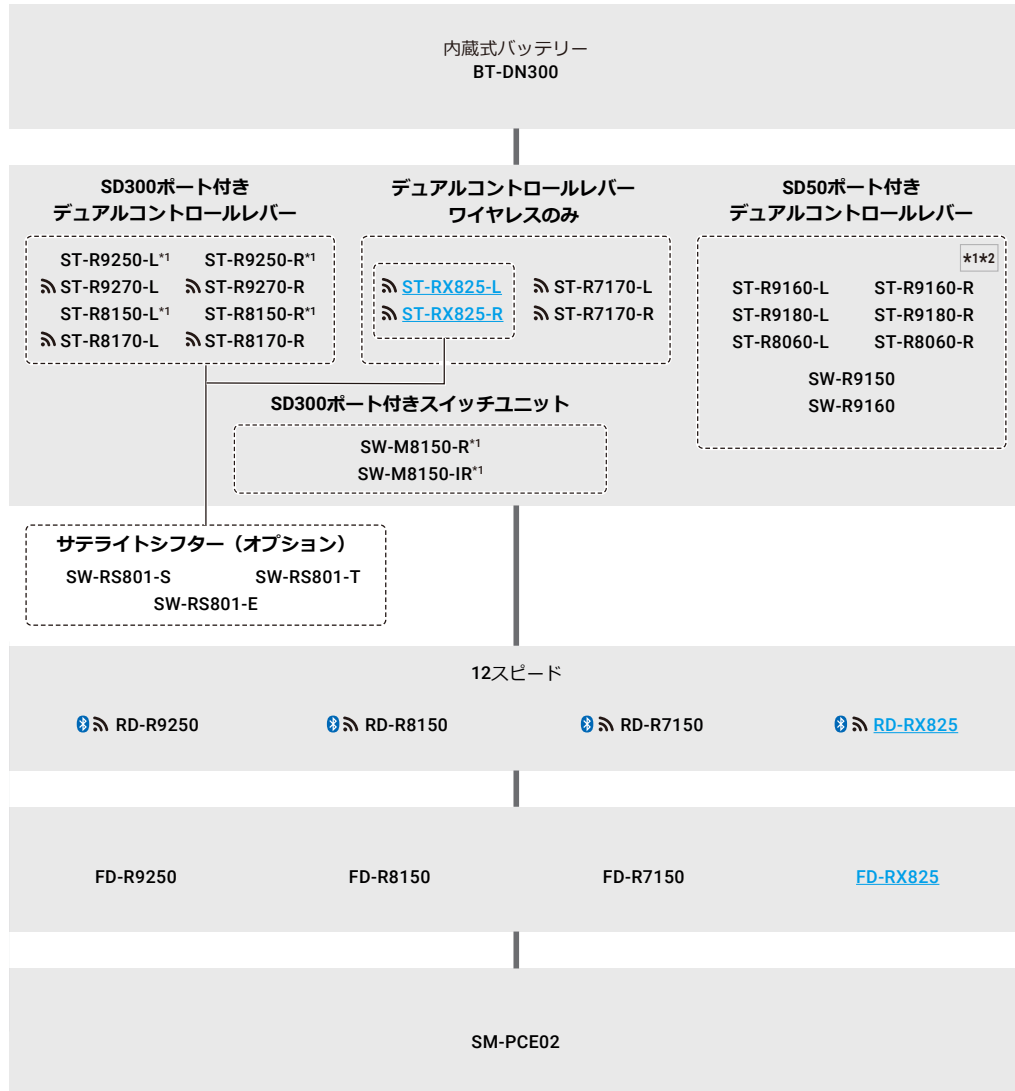 内蔵式バッテリー
BT-DN300
SD300ポート付き
デュアルコントロールレバー
ST-R9250-L*1 ST-R9250-R*1
ST-R9270-L ST-R9270-R
ST-R8150-L*1 ST-R8150-R*1
ST-R8170-L ST-R8170-R
デュアルコントロールレバー
ワイヤレスのみ
ST-RX825-L ST-R7170-L
ST-RX825-R ST-R7170-R
SD50ポート付き
デュアルコントロールレバー
*1*2
ST-R9160-L ST-R9160-R
ST-R9180-L ST-R9180-R
ST-R8060-L ST-R8060-R
SW-R9150
SW-R9160
SD300ポート付きスイッチユニット
SW-M8150-R*1
SW-M8150-IR*1
サテライトシフター（オプション）
SW-RS801-S SW-RS801-T
SW-RS801-E
12スピード
RD-R9250 RD-R8150 RD-R7150 RD-RX825
FD-R9250 FD-R8150 FD-R7150 FD-RX825
SM-PCE02